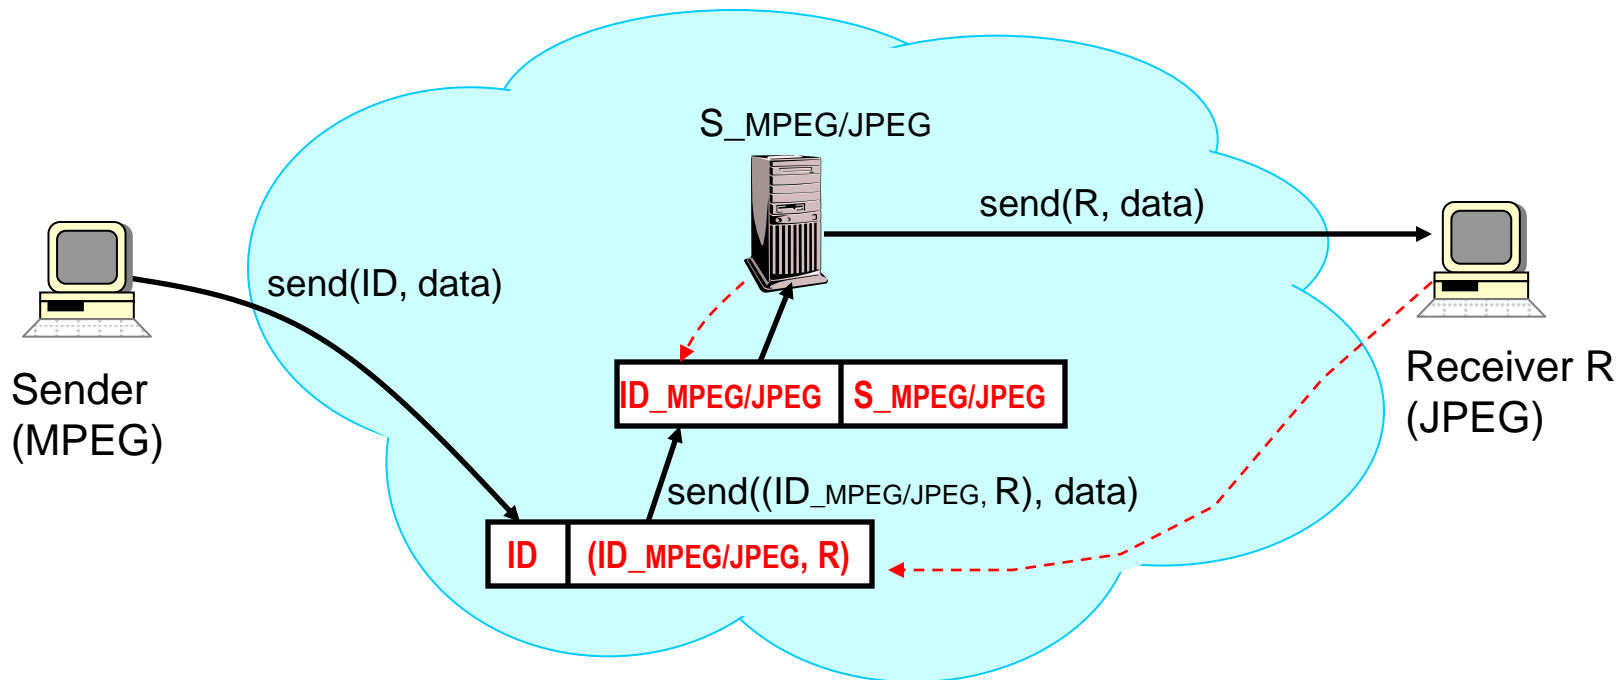 S_MPEG/JPEG
send(R, data)
send(ID, data)
Sender
(MPEG)
Receiver R
(JPEG)
ID_MPEG/JPEG S_MPEG/JPEG
send((ID_MPEG/JPEG, R), data)
ID (ID_MPEG/JPEG, R)